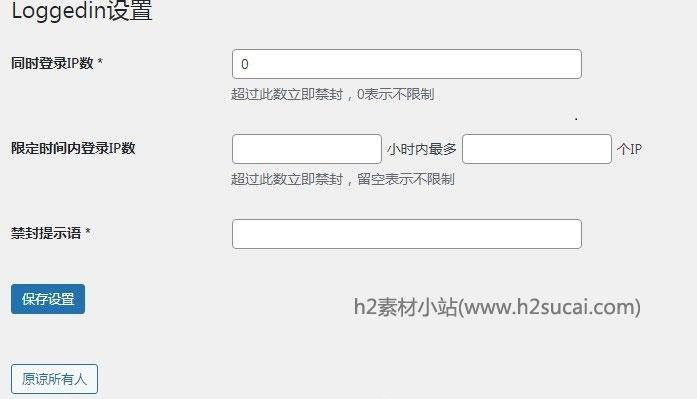 Loggedin设置
同时登录IP数 *
0
超过此数立即禁封，0表示不限制
限定时间内登录IP数
小时内最多
个IP
超过此数立即禁封，留空表示不限制
禁封提示语 *
保存设置
h2素材小站(www.h2sucai.com)
原谅所有人